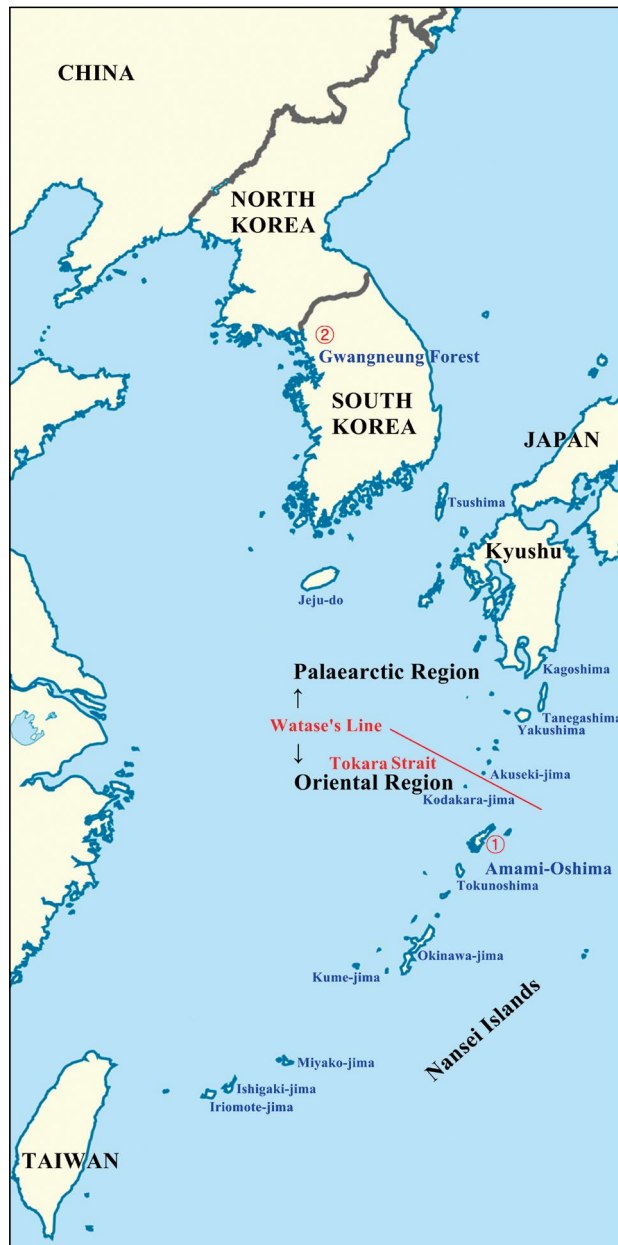 CHINA
NORTH
KOREA
②
Gwangneung Forest
SOUTH
KOREA
JAPAN
Tsushima
Kyushu
Jeju-do
Kagoshima
Palaearctic Region
↑
Tanegashima
Watase's Line
Yakushima
↓
Tokara Strait
Akuseki-jima
Oriental Region
Kodakara-jima
①
Amami-Oshima
Tokunoshima
Okinawa-jima
Kume-jima
Nansei Islands
Miyako-jima
Ishigaki-jima
Iriomote-jima
TAIWAN